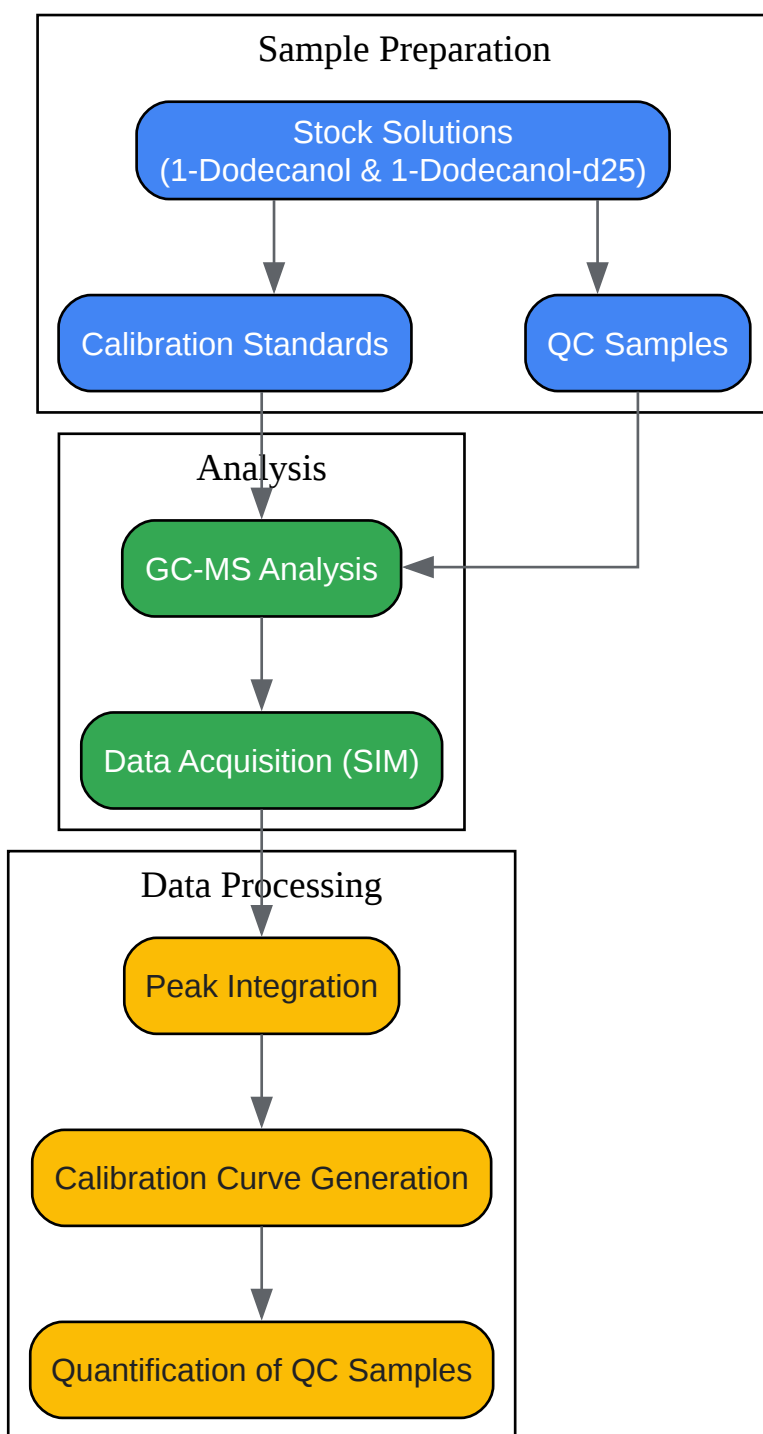 Sample Preparation
Stock Solutions
(1-Dodecanol & 1-Dodecanol-d25)
Calibration Standards
QC Samples
Analysis
GC-MS Analysis
Data Acquisition (SIM)
Data Processing
Peak Integration
Calibration Curve Generation
Quantification of QC Samples